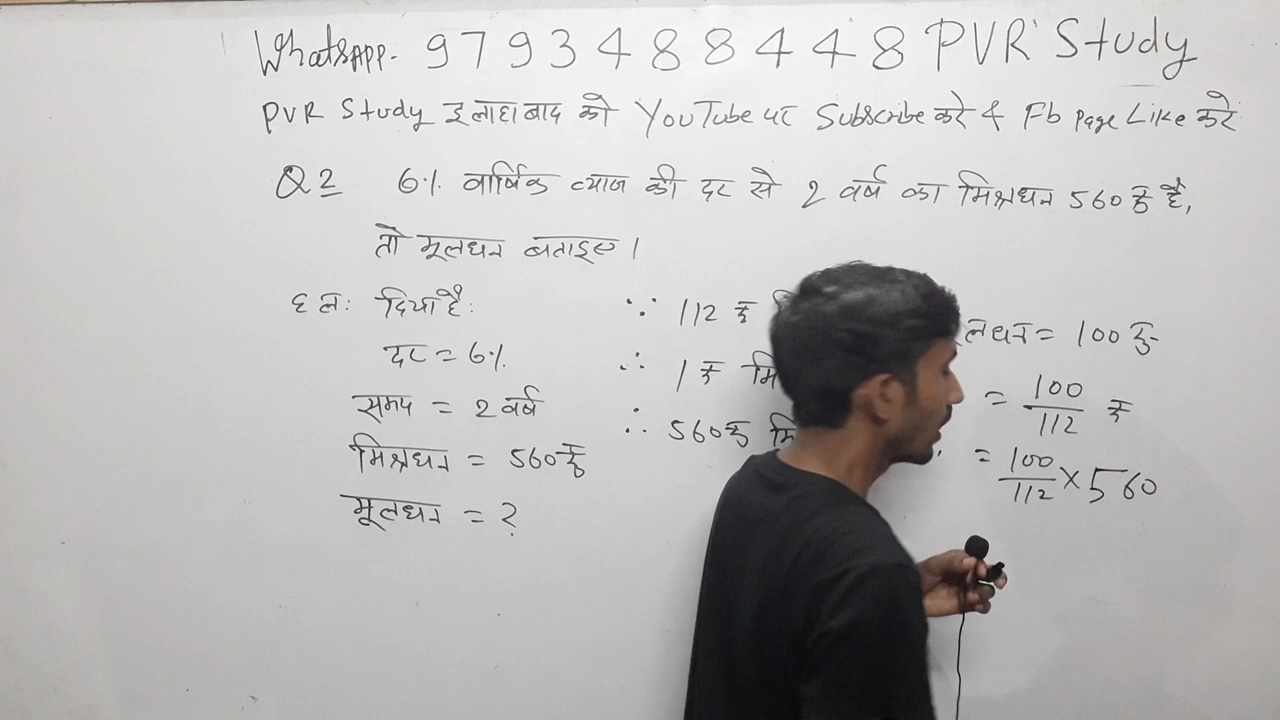 WhatsAPP- 9793488448 PVR Study
PVR Study इलाहाबाद को YouTube पर Subscribe करे & Fb Page Like करे
Q2 6% वार्षिक व्याज की दर से 2 वर्ष का मिश्रधन 560 रु है,
तो मूलधन बताइए।
हल: दिया है:
दर = 6%
समय = 2 वर्ष
मिश्रधन = 560 रु
मूलधन = ?
∵ 112 रु = 100 रु
∴ 1 रु = 100/112 रु
∴ 560 रु = 100/112 × 560